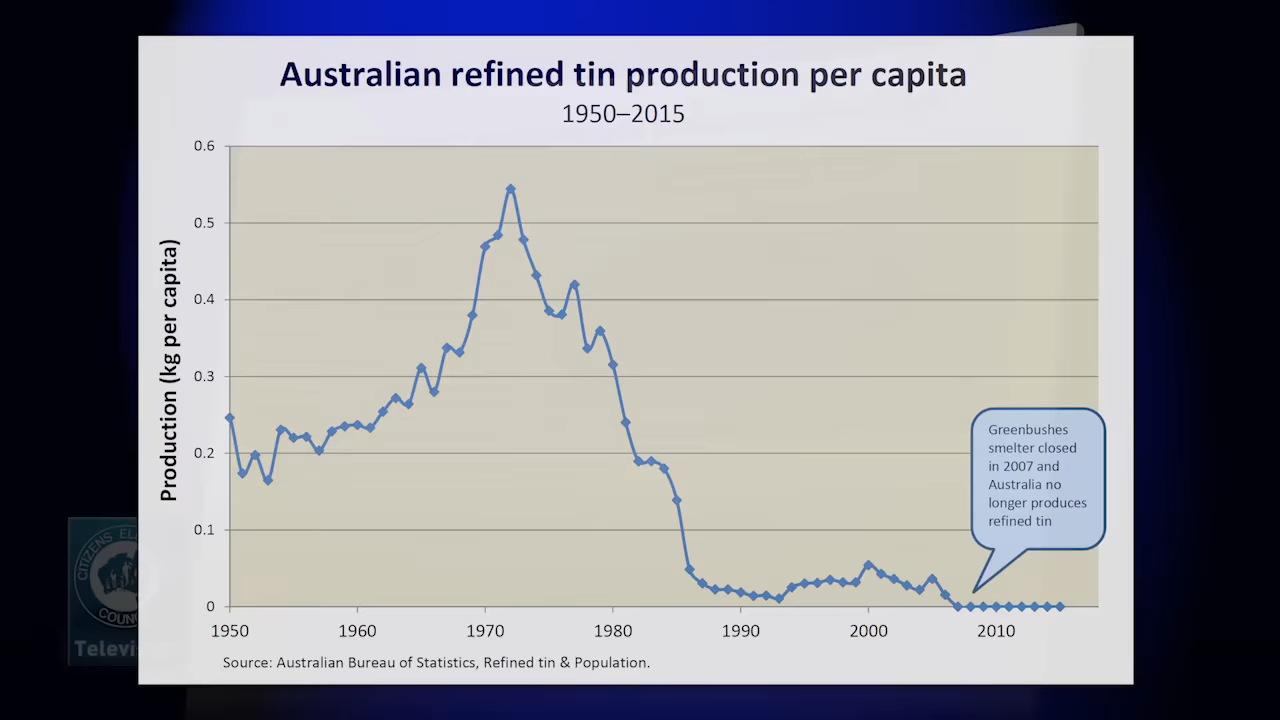 Australian refined tin production per capita
1950–2015
0.6
0.5
0.4
0.3
0.2
0.1
0
Production (kg per capita)
1950
1960
1970
1980
1990
2000
2010
Greenbushes
smelter closed
in 2007 and
Australia no
longer produces
refined tin
Source: Australian Bureau of Statistics, Refined tin & Population.
CITIZENS